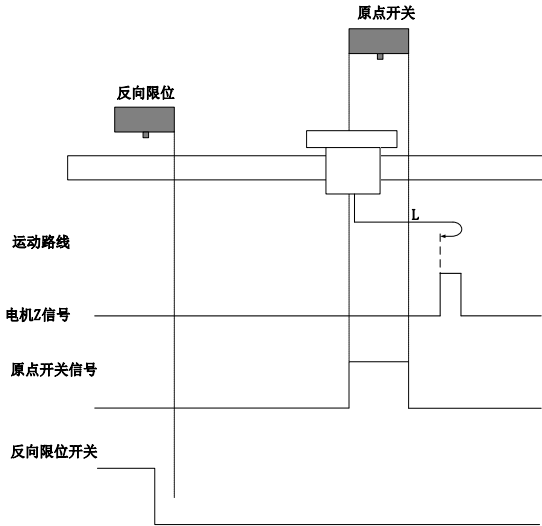 原点开关
反向限位
L
运动路线
电机Z信号
原点开关信号
反向限位开关